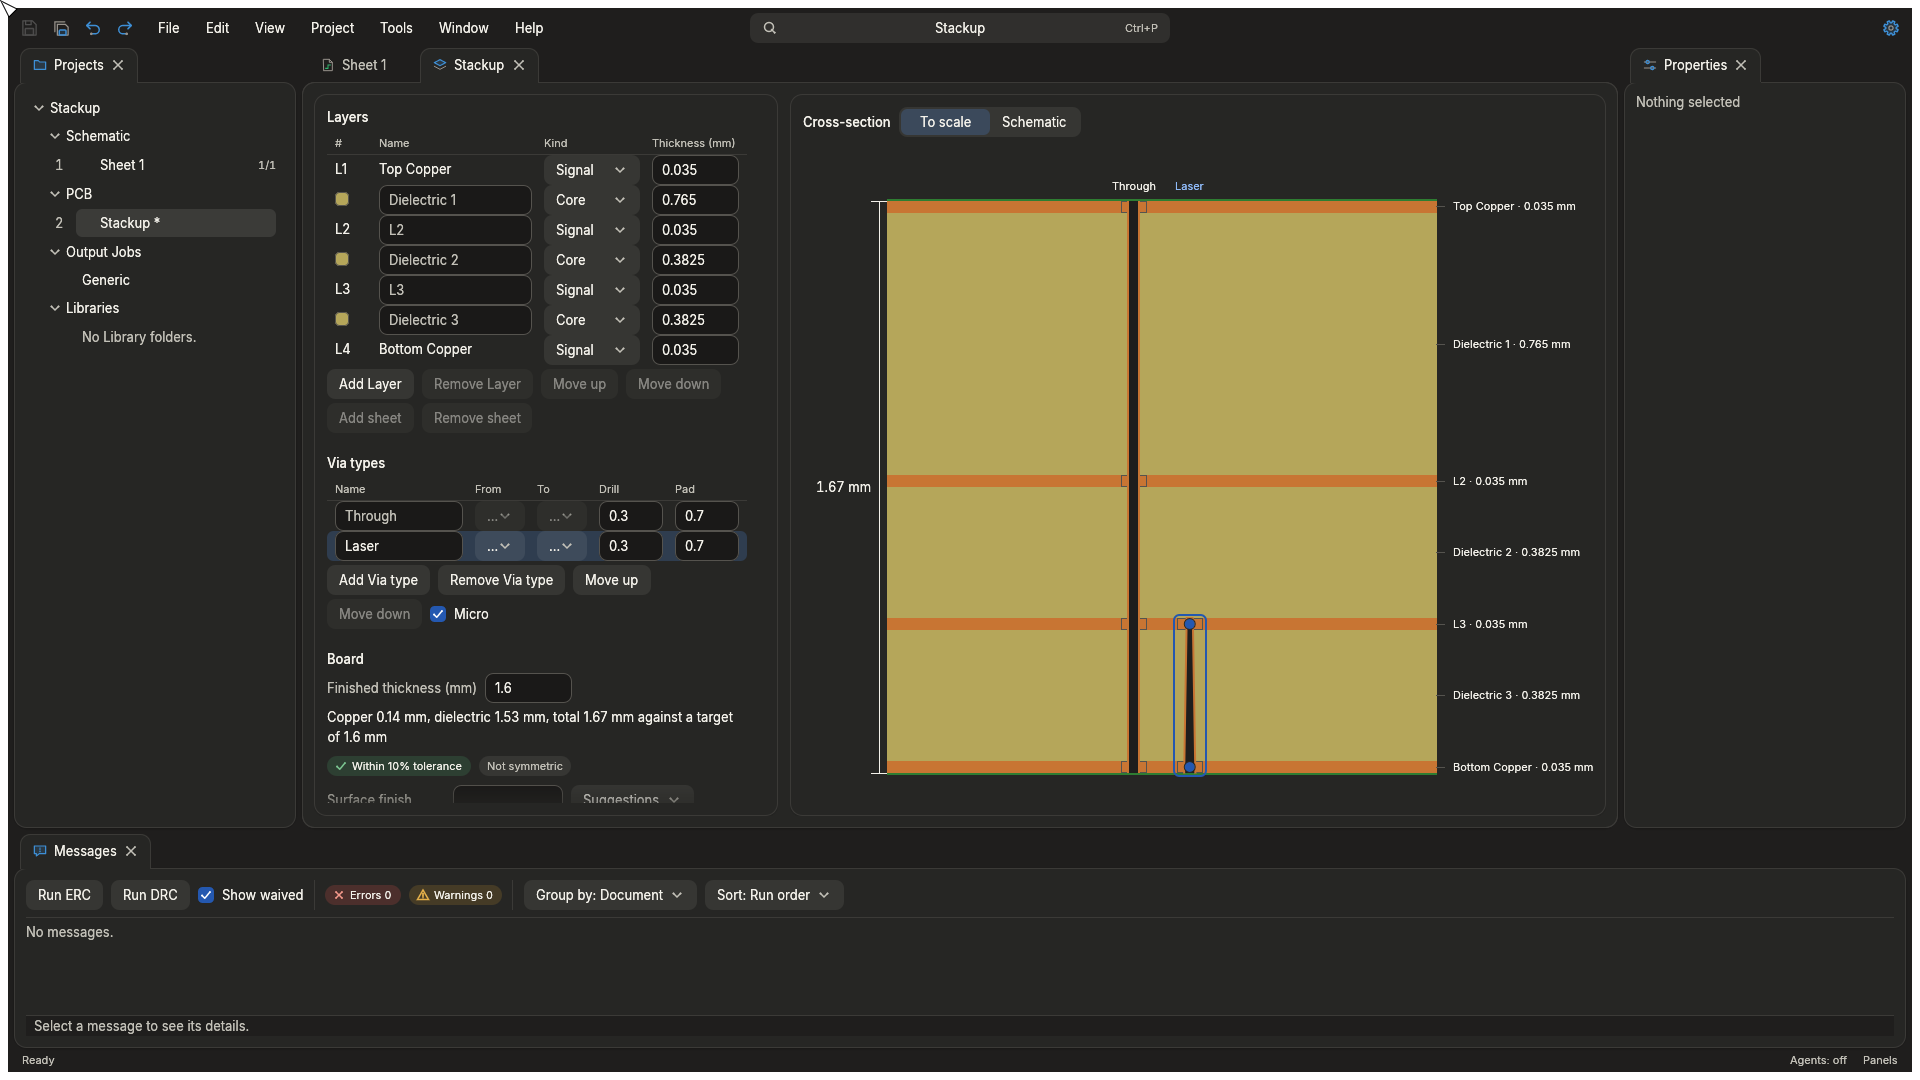 File Edit View Project Tools Window Help
Stackup Ctrl+P
Projects
Sheet 1
Stackup
Properties
Stackup
Schematic
1 Sheet 1 1/1
PCB
2 Stackup *
Output Jobs
Generic
Libraries
No Library folders.
Layers
# Name Kind Thickness (mm)
L1 Top Copper Signal 0.035
Dielectric 1 Core 0.765
L2 L2 Signal 0.035
Dielectric 2 Core 0.3825
L3 L3 Signal 0.035
Dielectric 3 Core 0.3825
L4 Bottom Copper Signal 0.035
Add Layer Remove Layer Move up Move down
Add sheet Remove sheet
Via types
Name From To Drill Pad
Through ... ... 0.3 0.7
Laser ... ... 0.3 0.7
Add Via type Remove Via type Move up
Move down Micro
Board
Finished thickness (mm) 1.6
Copper 0.14 mm, dielectric 1.53 mm, total 1.67 mm against a target
of 1.6 mm
Within 10% tolerance Not symmetric
Surface finish Suggestions
Cross-section To scale Schematic
Through Laser
Top Copper · 0.035 mm
Dielectric 1 · 0.765 mm
L2 · 0.035 mm
1.67 mm
Dielectric 2 · 0.3825 mm
L3 · 0.035 mm
Dielectric 3 · 0.3825 mm
Bottom Copper · 0.035 mm
Nothing selected
Messages
Run ERC Run DRC Show waived Errors 0 Warnings 0 Group by: Document Sort: Run order
No messages.
Select a message to see its details.
Ready Agents: off Panels